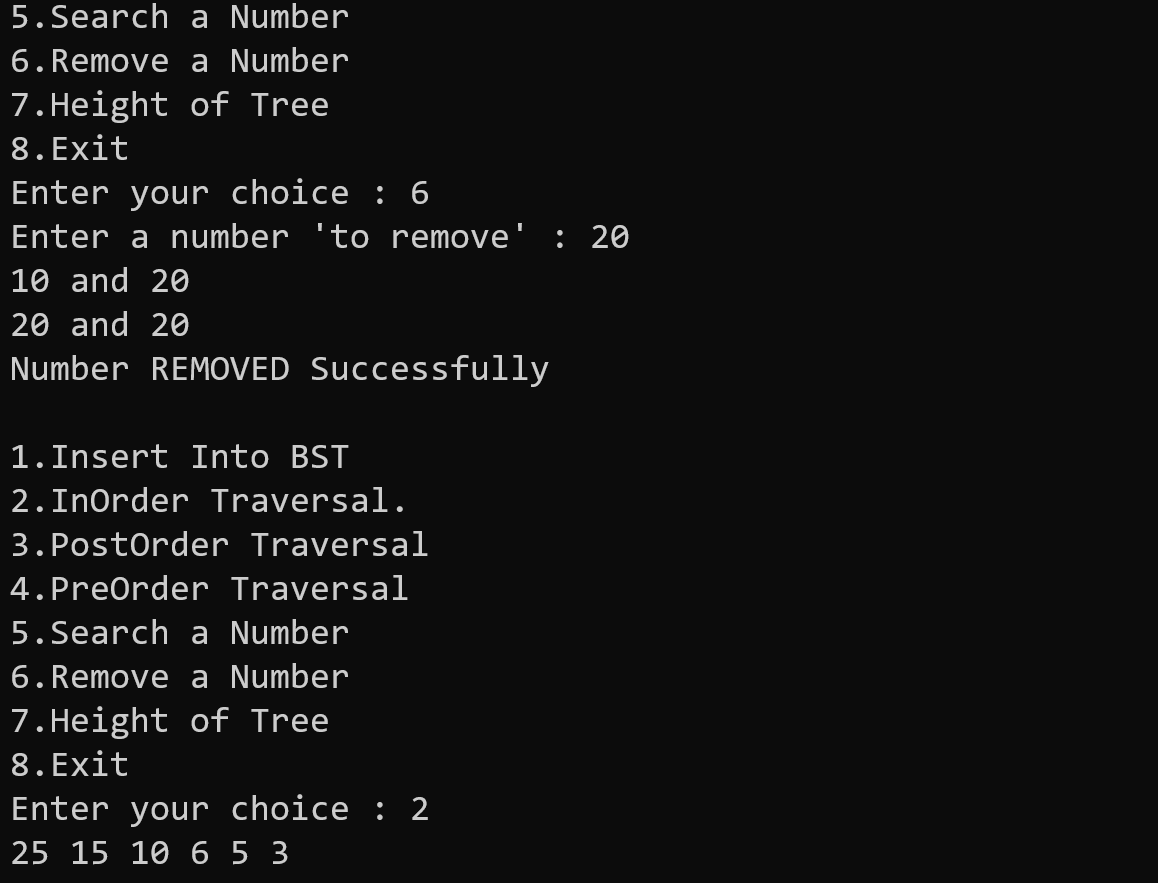 5.Search a Number
6.Remove a Number
7.Height of Tree
8.Exit
Enter your choice : 6
Enter a number 'to remove' : 20
10 and 20
20 and 20
Number REMOVED Successfully

1.Insert Into BST
2.InOrder Traversal.
3.PostOrder Traversal
4.PreOrder Traversal
5.Search a Number
6.Remove a Number
7.Height of Tree
8.Exit
Enter your choice : 2
25 15 10 6 5 3